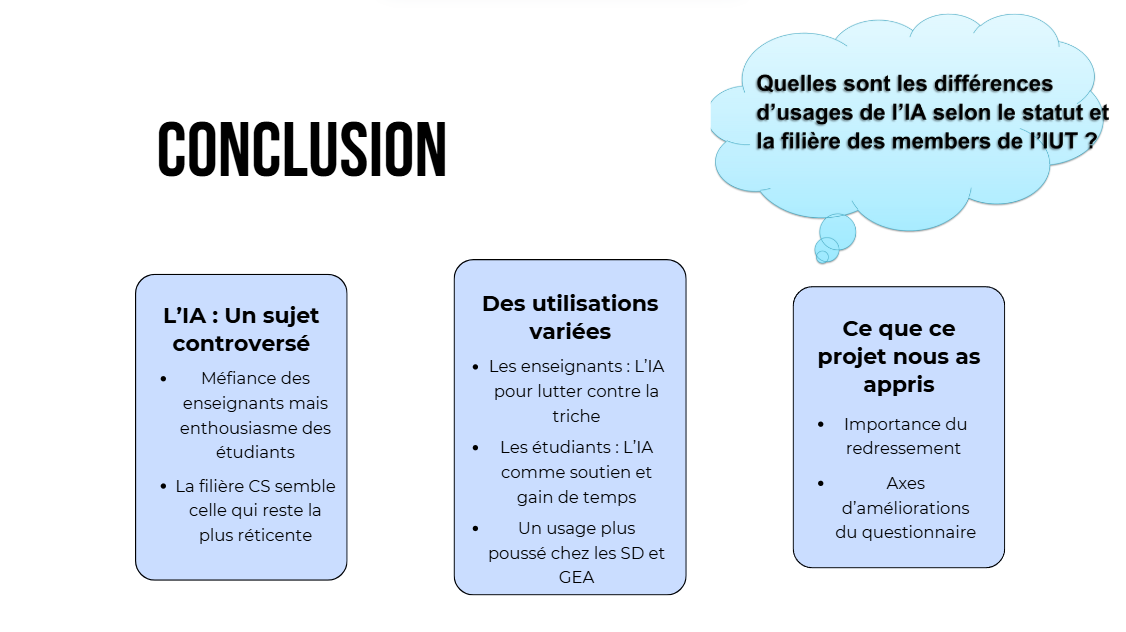 Quelles sont les différences
d’usages de l’IA selon le statut et
la filière des members de l’IUT ?
CONCLUSION
L’IA : Un sujet
controversé
• Méfiance des
enseignants mais
enthousiasme des
étudiants
• La filière CS semble
celle qui reste la
plus réticente
Des utilisations
variées
• Les enseignants : L’IA
pour lutter contre la
triche
• Les étudiants : L’IA
comme soutien et
gain de temps
• Un usage plus
poussé chez les SD et
GEA
Ce que ce
projet nous as
appris
• Importance du
redressement
• Axes
d’améliorations
du questionnaire